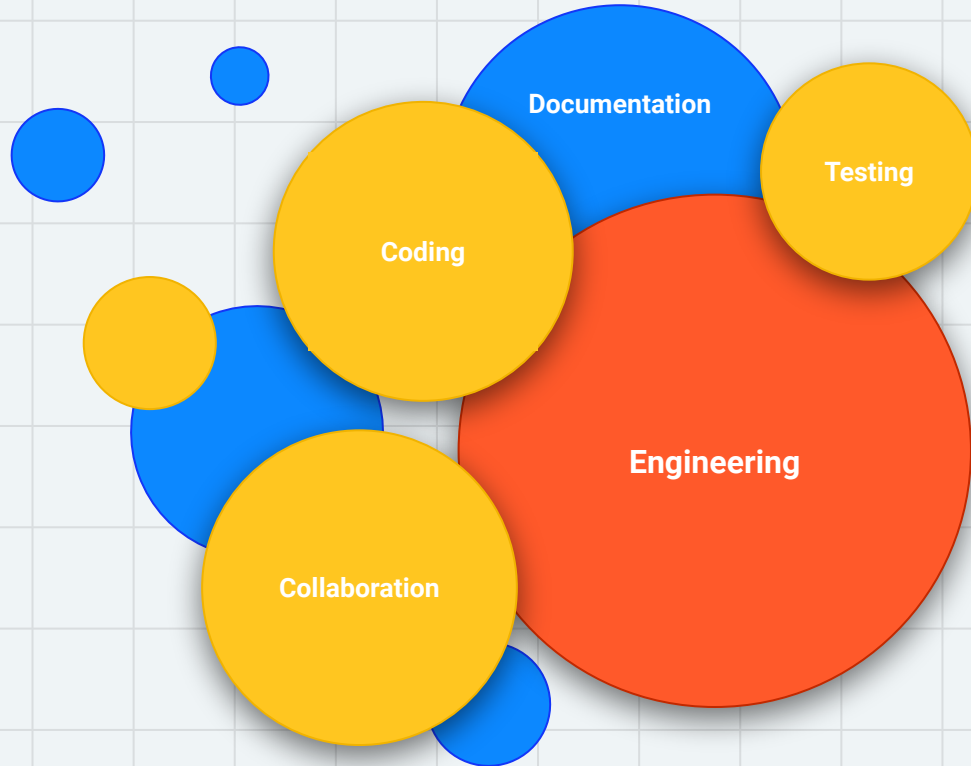 Documentation
Testing
Coding
Engineering
Collaboration